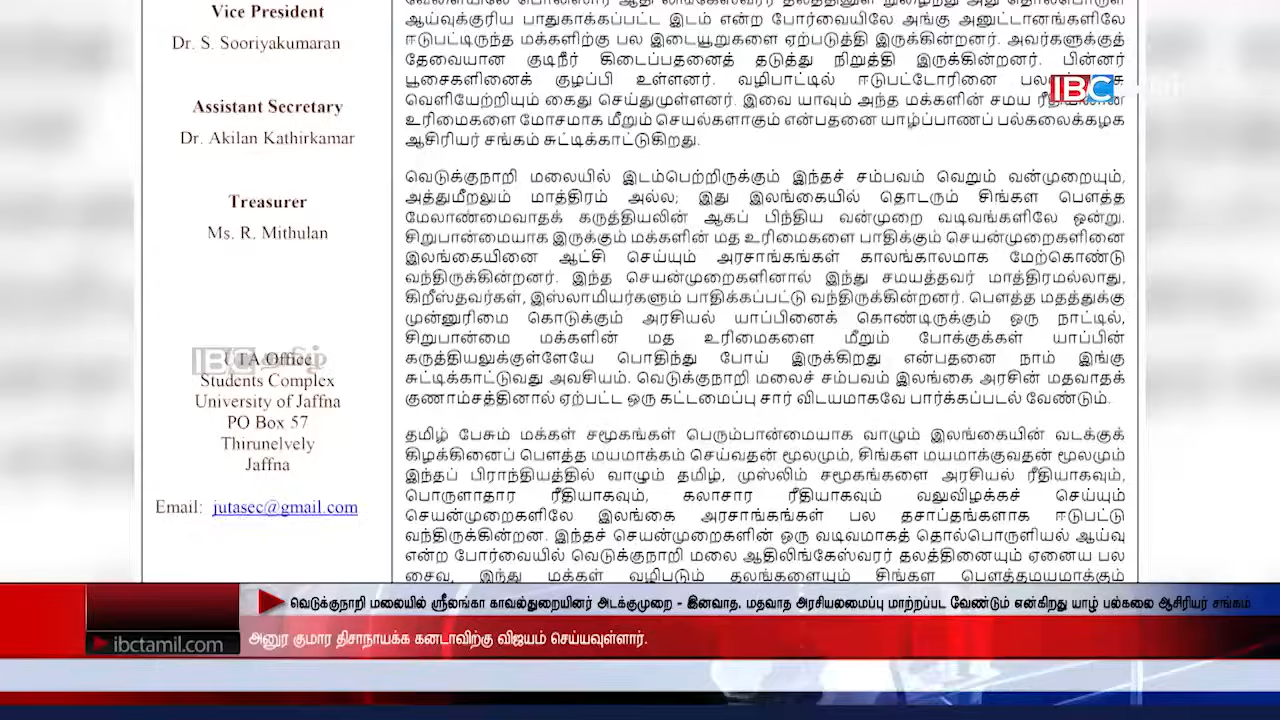 Vice President
Dr. S. Sooriyakumaran
Assistant Secretary
Dr. Akilan Kathirkamar
Treasurer
Ms. R. Mithulan
UTA Office
Students Complex
University of Jaffna
PO Box 57
Thirunelvely
Jaffna
Email: jutasec@gmail.com
ஆய்வுக்குரிய பாதுகாக்கப்பட்ட இடம் என்ற போர்வையிலே அங்கு அனுட்டானங்களிலே
ஈடுபட்டிருந்த மக்களிற்கு பல இடையூறுகளை ஏற்படுத்தி இருக்கின்றனர். அவர்களுக்குத்
தேவையான குடிநீர் கிடைப்பதனைத் தடுத்து நிறுத்தி இருக்கின்றனர். பின்னர்
பூசைகளினைக் குழப்பி உள்ளனர். வழிபாட்டில் ஈடுபட்டோரினை
வெளியேற்றியும் கைது செய்துமுள்ளனர். இவை யாவும் அந்த மக்களின் சமய ரீதியிலான
உரிமைகளை மோசமாக மீறும் செயல்களாகும் என்பதனை யாழ்ப்பாணப் பல்கலைக்கழக
ஆசிரியர் சங்கம் சுட்டிக்காட்டுகிறது.
வெடுக்குநாறி மலையில் இடம்பெற்றிருக்கும் இந்தச் சம்பவம் வெறும் வன்முறையும்,
அத்துமீறலும் மாத்திரம் அல்ல; இது இலங்கையில் தொடரும் சிங்கள பௌத்த
மேலாண்மைவாதக் கருத்தியலின் ஆகப் பிந்திய வன்முறை வடிவங்களிலே ஒன்று.
சிறுபான்மையாக இருக்கும் மக்களின் மத உரிமைகளை பாதிக்கும் செயன்முறைகளினை
இலங்கையினை ஆட்சி செய்யும் அரசாங்கங்கள் காலங்காலமாக மேற்கொண்டு
வந்திருக்கின்றனர். இந்த செயன்முறைகளினால் இந்து சமயத்தவர் மாத்திரமல்லாது,
கிறீஸ்தவர்கள், இஸ்லாமியர்களும் பாதிக்கப்பட்டு வந்திருக்கின்றனர். பௌத்த மதத்துக்கு
முன்னுரிமை கொடுக்கும் அரசியல் யாப்பினைக் கொண்டிருக்கும் ஒரு நாட்டில்,
சிறுபான்மை மக்களின் மத உரிமைகளை மீறும் போக்குக்கள் யாப்பின்
கருத்தியலுக்குள்ளேயே பொதிந்து போய் இருக்கிறது என்பதனை நாம் இங்கு
சுட்டிக்காட்டுவது அவசியம். வெடுக்குநாறி மலைச் சம்பவம் இலங்கை அரசின் மதவாதக்
குணாம்சத்தினால் ஏற்பட்ட ஒரு கட்டமைப்பு சார் விடயமாகவே பார்க்கப்படல் வேண்டும்.
தமிழ் பேசும் மக்கள் சமூகங்கள் பெரும்பான்மையாக வாழும் இலங்கையின் வடக்குக்
கிழக்கினைப் பௌத்த மயமாக்கம் செய்வதன் மூலமும், சிங்கள மயமாக்குவதன் மூலமும்
இந்தப் பிராந்தியத்தில் வாழும் தமிழ், முஸ்லிம் சமூகங்களை அரசியல் ரீதியாகவும்,
பொருளாதார ரீதியாகவும், கலாசார ரீதியாகவும் வலுவிழக்கச் செய்யும்
செயன்முறைகளிலே இலங்கை அரசாங்கங்கள் பல தசாப்தங்களாக ஈடுபட்டு
வந்திருக்கின்றன. இந்தச் செயன்முறைகளின் ஒரு வடிவமாகத் தொல்பொருளியல் ஆய்வு
என்ற போர்வையில் வெடுக்குநாறி மலை ஆதிலிங்கேஸ்வரர் தலத்தினையும் ஏனைய பல
சைவ, இந்து மக்கள் வழிபடும் தலங்களையும் சிங்கள பௌத்தமயமாக்கும்
IBC
IBC தமிழ்
வெடுக்குநாறி மலையில் ஸ்ரீலங்கா காவல்துறையினர் அடக்குமுறை - இனவாத, மதவாத அரசியலமைப்பு மாற்றப்பட வேண்டும் என்கிறது யாழ் பல்கலை ஆசிரியர் சங்கம்
ibctamil.com
அனுர குமார திசாநாயக்க கனடாவிற்கு விஜயம் செய்யவுள்ளார்.